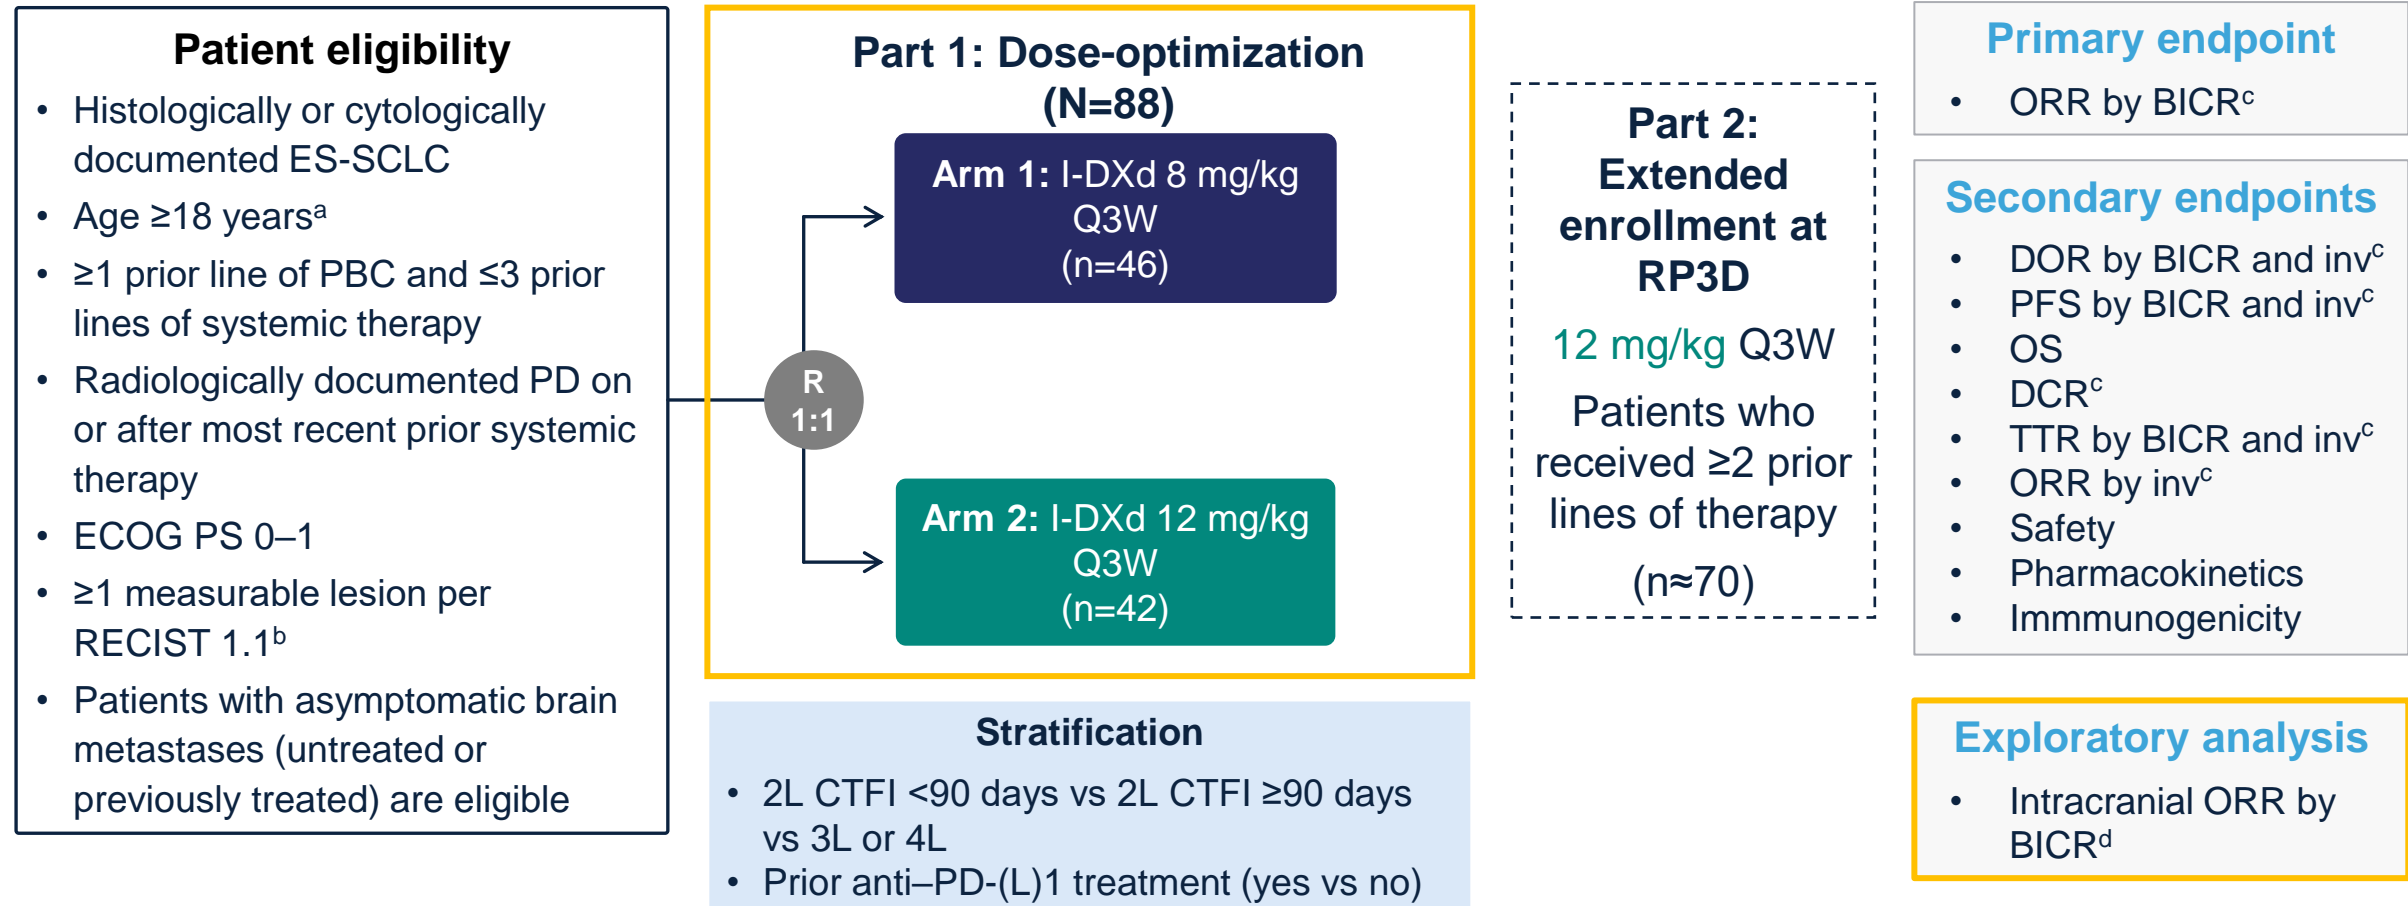 Patient eligibility
• Histologically or cytologically
documented ES-SCLC
• Age ≥18 yearsᵃ
• ≥1 prior line of PBC and ≤3 prior
lines of systemic therapy
• Radiologically documented PD on
or after most recent prior systemic
therapy
• ECOG PS 0–1
• ≥1 measurable lesion per
RECIST 1.1ᵇ
• Patients with asymptomatic brain
metastases (untreated or
previously treated) are eligible
Part 1: Dose-optimization
(N=88)
R
1:1
Arm 1: I-DXd 8 mg/kg
Q3W
(n=46)
Arm 2: I-DXd 12 mg/kg
Q3W
(n=42)
Stratification
• 2L CTFI <90 days vs 2L CTFI ≥90 days
vs 3L or 4L
• Prior anti–PD-(L)1 treatment (yes vs no)
Part 2:
Extended
enrollment at
RP3D
12 mg/kg Q3W
Patients who
received ≥2 prior
lines of therapy
(n≈70)
Primary endpoint
• ORR by BICRᶜ
Secondary endpoints
• DOR by BICR and invᶜ
• PFS by BICR and invᶜ
• OS
• DCRᶜ
• TTR by BICR and invᶜ
• ORR by invᶜ
• Safety
• Pharmacokinetics
• Immmunogenicity
Exploratory analysis
• Intracranial ORR by
BICRᵈ